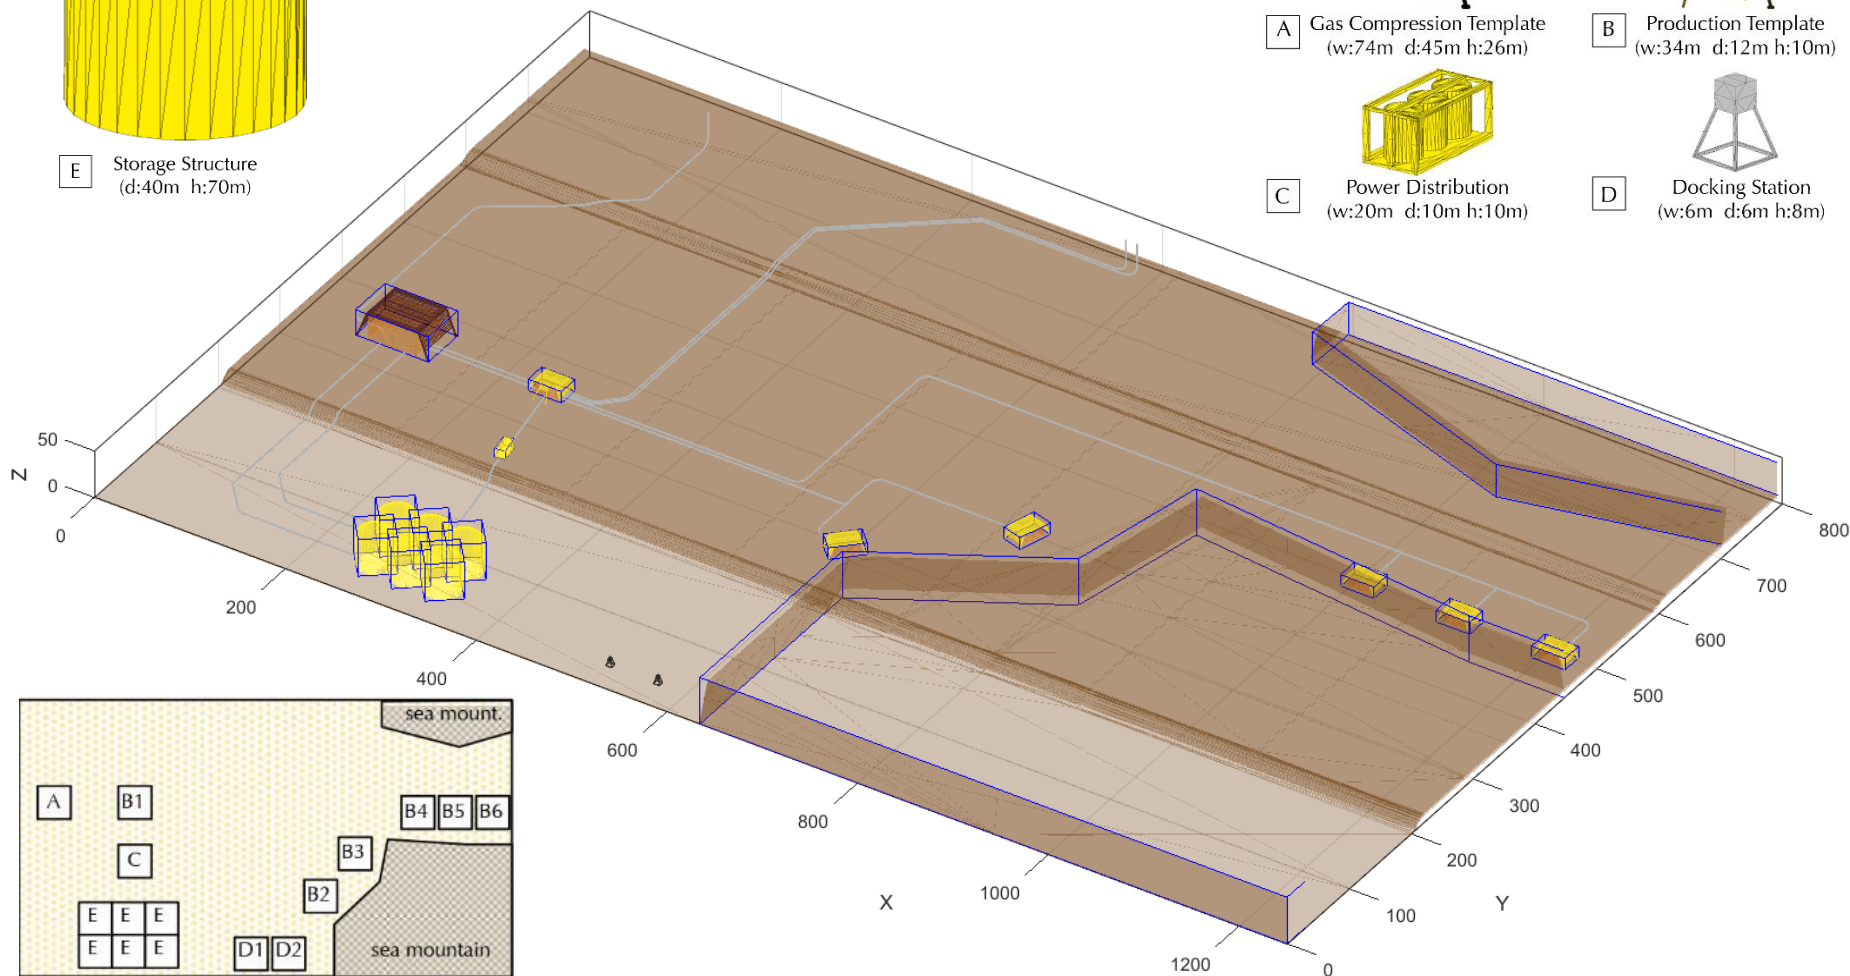 A Gas Compression Template
(w:74m d:45m h:26m)
B Production Template
(w:34m d:12m h:10m)
E Storage Structure
(d:40m h:70m)
C Power Distribution
(w:20m d:10m h:10m)
D Docking Station
(w:6m d:6m h:8m)
50
0
Z
0
200
400
600
800
1000
1200
X
0
100
200
300
400
500
600
700
800
Y
sea mount.
A B1
B4 B5 B6
C B3
B2
E E E
E E E
D1 D2
sea mountain